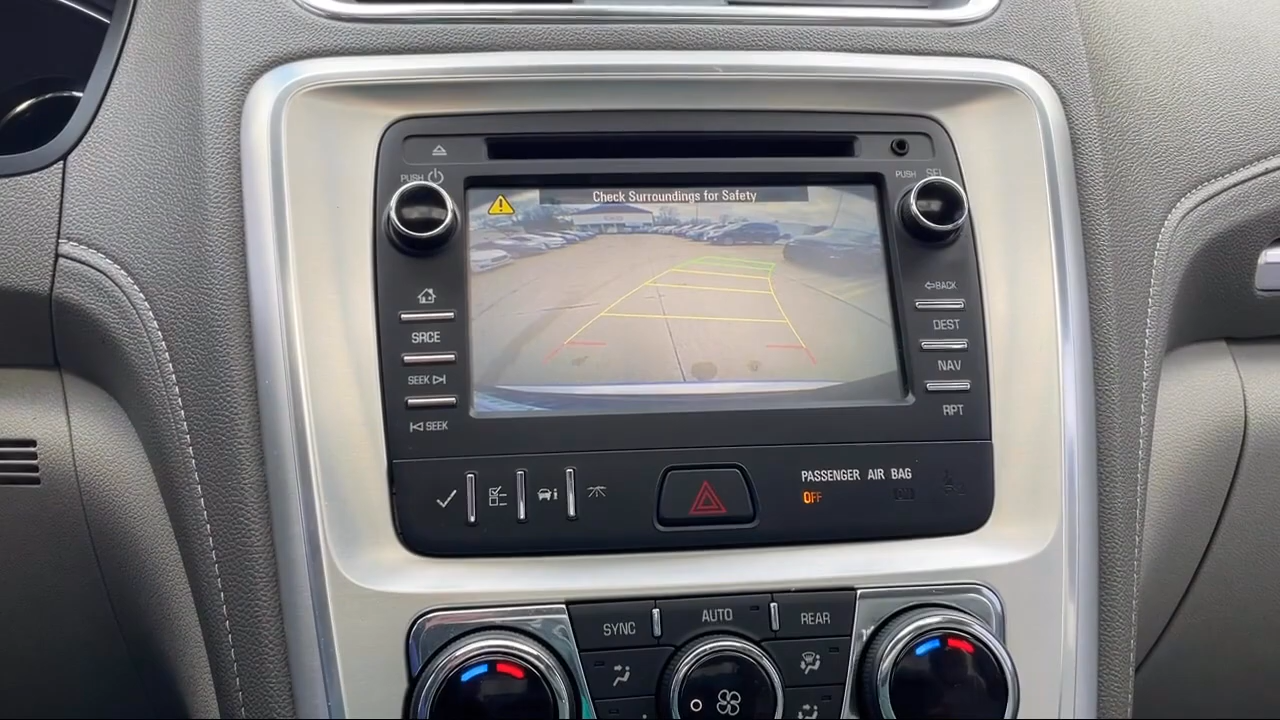 PUSH
PUSH SEL
Check Surroundings for Safety
BACK
SRCE
DEST
SEEK
NAV
SEEK
RPT
PASSENGER AIR BAG
OFF
SYNC
AUTO
REAR